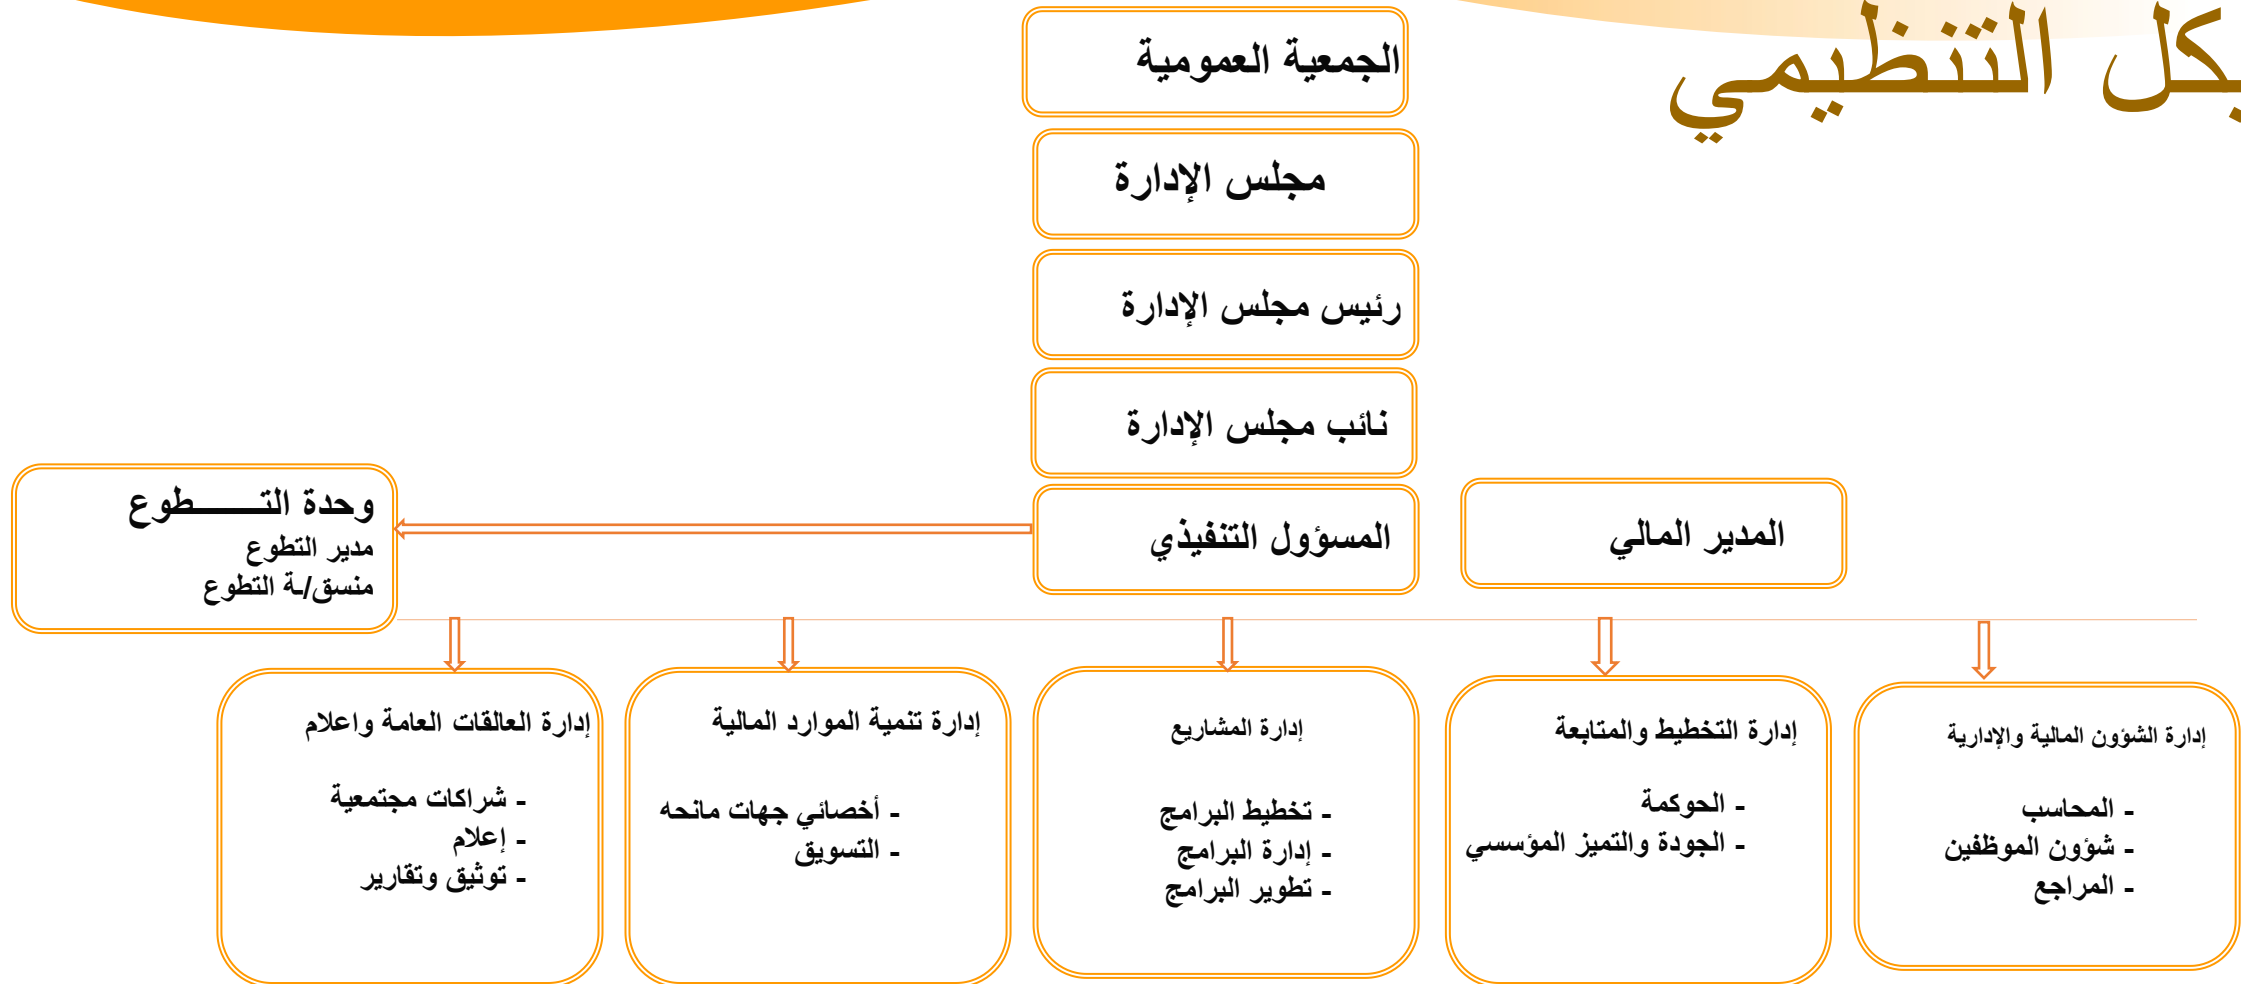 التنظيمي
الجمعية العمومية
مجلس الإدارة
رئيس مجلس الإدارة
نائب مجلس الإدارة
المدير المالي
المسؤول التنفيذي
وحدة التـــــــطوع
مدير التطوع
منسق/ـة التطوع
إدارة الشؤون المالية والإدارية
- المحاسب
- شؤون الموظفين
- المراجع
إدارة التخطيط والمتابعة
- الحوكمة
- الجودة والتميز المؤسسي
إدارة المشاريع
- تخطيط البرامج
- إدارة البرامج
- تطوير البرامج
إدارة تنمية الموارد المالية
- أخصائي جهات مانحه
- التسويق
إدارة العالقات العامة واعلام
- شراكات مجتمعية
- إعلام
- توثيق وتقارير